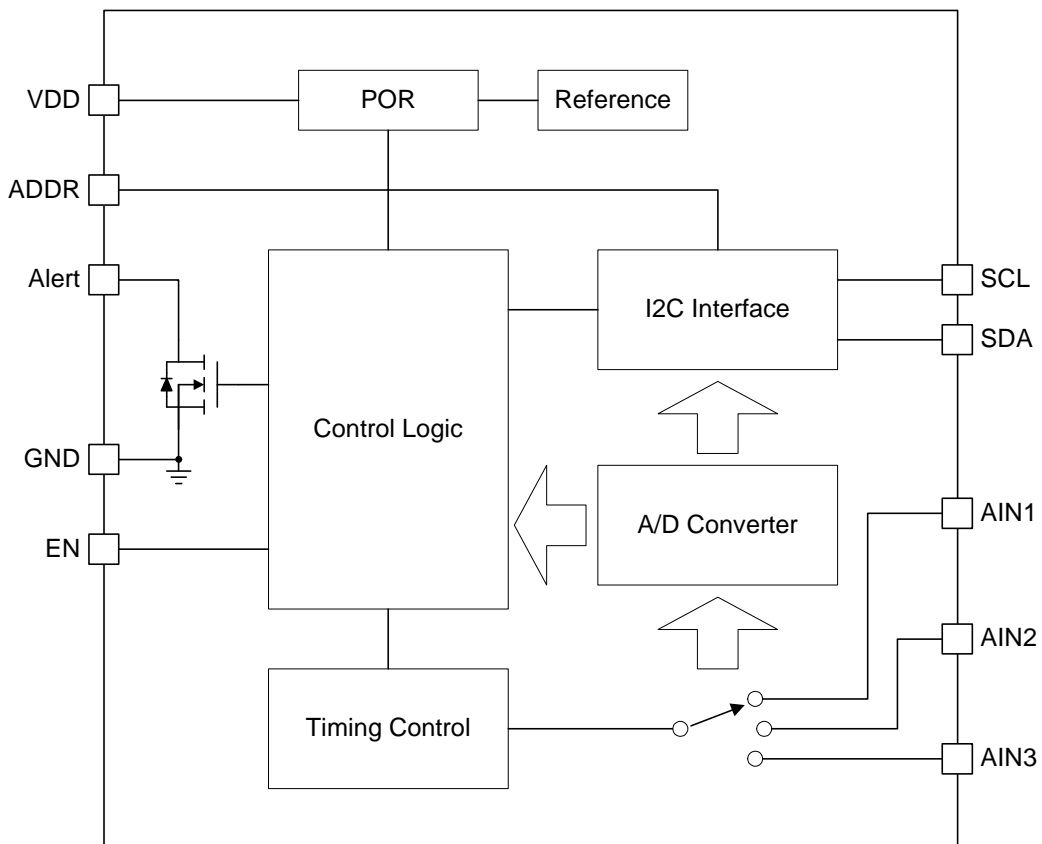 VDD
POR
Reference
ADDR
Alert
I2C Interface
SCL
SDA
Control Logic
GND
A/D Converter
AIN1
EN
AIN2
Timing Control
AIN3